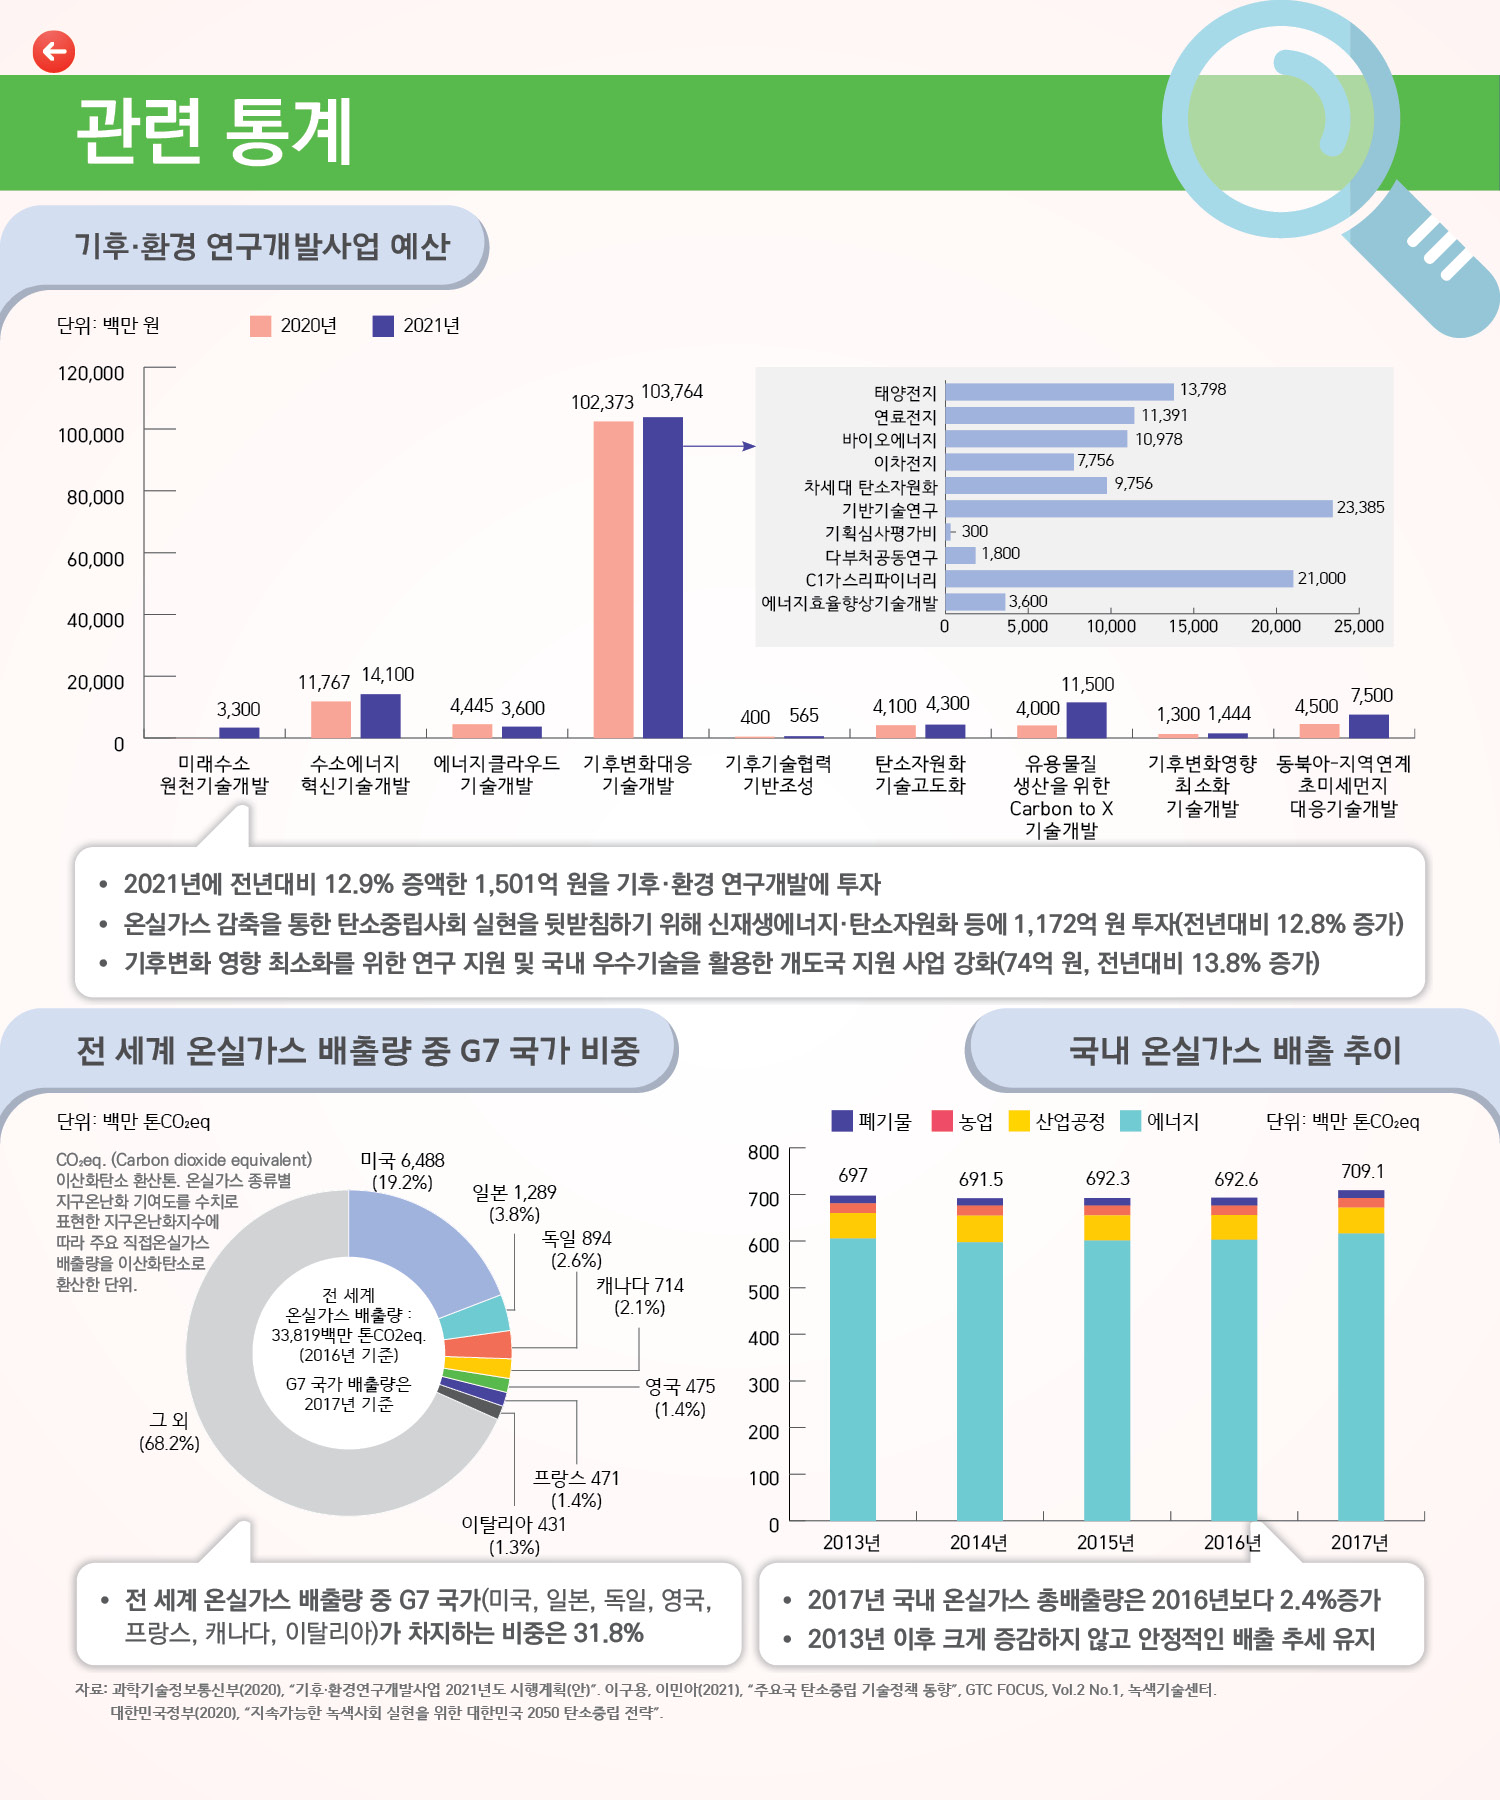 관련 통계
기후·환경 연구개발사업 예산
단위: 백만 원
2020년
2021년
120,000
100,000
80,000
60,000
40,000
20,000
0
3,300
11,767
14,100
4,445
3,600
102,373
103,764
400
565
4,100
4,300
4,000
11,500
1,300
1,444
4,500
7,500
미래수소
원천기술개발
수소에너지
혁신기술개발
에너지클라우드
기술개발
기후변화대응
기술개발
기후기술협력
기반조성
탄소자원화
기술고도화
유용물질
생산을 위한
Carbon to X
기술개발
기후변화영향
최소화
기술개발
동북아-지역연계
초미세먼지
대응기술개발
태양전지 13,798
연료전지 11,391
바이오에너지 10,978
이차전지 7,756
차세대 탄소자원화 9,756
기반기술연구 23,385
기획심사평가비 300
다부처공동연구 1,800
C1가스리파이너리 21,000
에너지효율향상기술개발 3,600
0 5,000 10,000 15,000 20,000 25,000
• 2021년에 전년대비 12.9% 증액한 1,501억 원을 기후·환경 연구개발에 투자
• 온실가스 감축을 통한 탄소중립사회 실현을 뒷받침하기 위해 신재생에너지·탄소자원화 등에 1,172억 원 투자(전년대비 12.8% 증가)
• 기후변화 영향 최소화를 위한 연구 지원 및 국내 우수기술을 활용한 개도국 지원 사업 강화(74억 원, 전년대비 13.8% 증가)
전 세계 온실가스 배출량 중 G7 국가 비중
단위: 백만 톤CO₂eq
CO₂eq. (Carbon dioxide equivalent)
이산화탄소 환산톤. 온실가스 종류별
지구온난화 기여도를 수치로
표현한 지구온난화지수에
따라 주요 직접온실가스
배출량을 이산화탄소로
환산한 단위.
미국 6,488
(19.2%)
일본 1,289
(3.8%)
독일 894
(2.6%)
캐나다 714
(2.1%)
영국 475
(1.4%)
프랑스 471
(1.4%)
이탈리아 431
(1.3%)
그 외
(68.2%)
전 세계
온실가스 배출량 :
33,819백만 톤CO2eq.
(2016년 기준)
G7 국가 배출량은
2017년 기준
• 전 세계 온실가스 배출량 중 G7 국가(미국, 일본, 독일, 영국,
프랑스, 캐나다, 이탈리아)가 차지하는 비중은 31.8%
국내 온실가스 배출 추이
폐기물
농업
산업공정
에너지
단위: 백만 톤CO₂eq
800
700
600
500
400
300
200
100
0
697
691.5
692.3
692.6
709.1
2013년
2014년
2015년
2016년
2017년
• 2017년 국내 온실가스 총배출량은 2016년보다 2.4%증가
• 2013년 이후 크게 증감하지 않고 안정적인 배출 추세 유지
자료: 과학기술정보통신부(2020), “기후·환경연구개발사업 2021년도 시행계획(안)”. 이구용, 이민아(2021), “주요국 탄소중립 기술정책 동향”, GTC FOCUS, Vol.2 No.1, 녹색기술센터.
대한민국정부(2020), “지속가능한 녹색사회 실현을 위한 대한민국 2050 탄소중립 전략”.